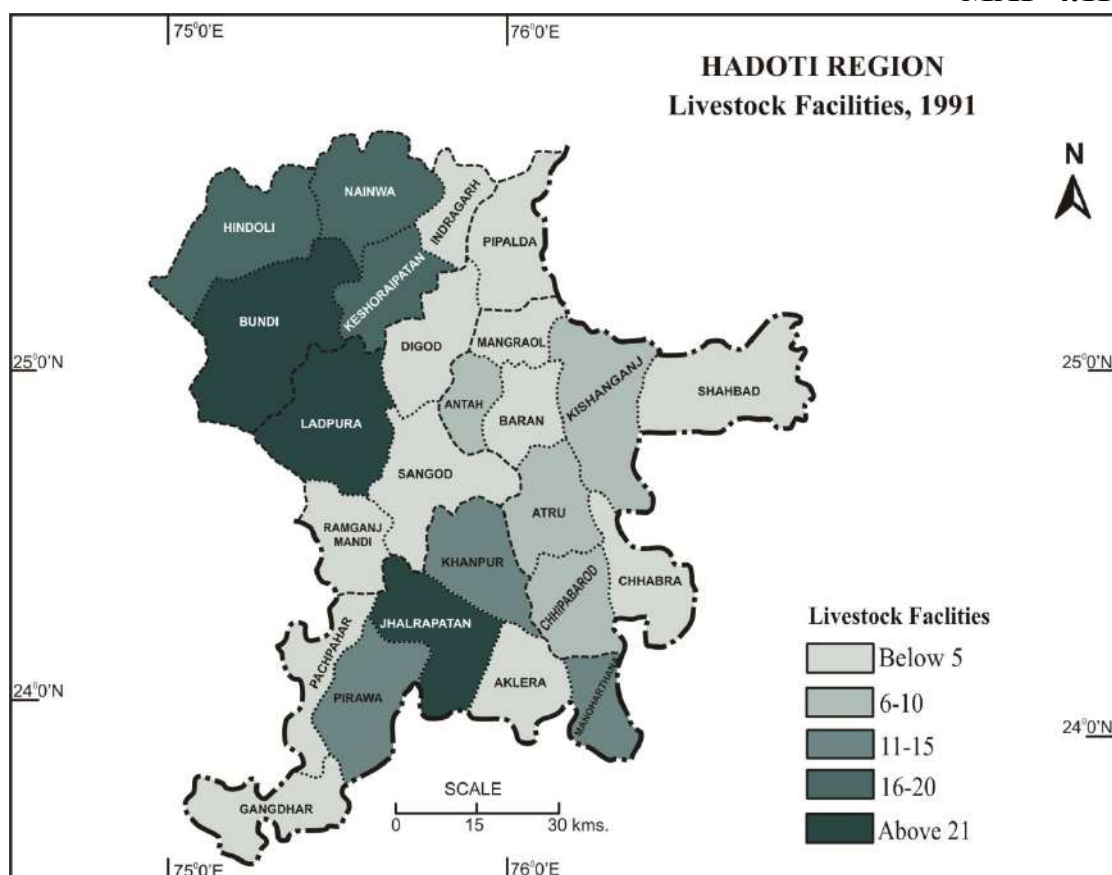 75°0'E
76°0'E
HADOTI REGION
Livestock Facilities, 1991
N
NAINWA
HINDOLI
INDRAGARH
PIPALDA
KESHORAIPATAN
BUNDI
DIGOD
MANGRAOL
25°0'N
25°0'N
KISHANGANJ
SHAHBAD
ANTAH
BARAN
LADPURA
SANGOD
ATRU
RAMGANJ
MANDI
KHANPUR
CHHIPABAROD
CHHABRA
JHALRAPATAN
PACHPAHAR
PIRAWA
AKLERA
MANOHARTHANA
24°0'N
24°0'N
GANGDHAR
Livestock Faclities
Below 5
6-10
11-15
16-20
Above 21
SCALE
0 15 30 kms.
75°0'E
76°0'E